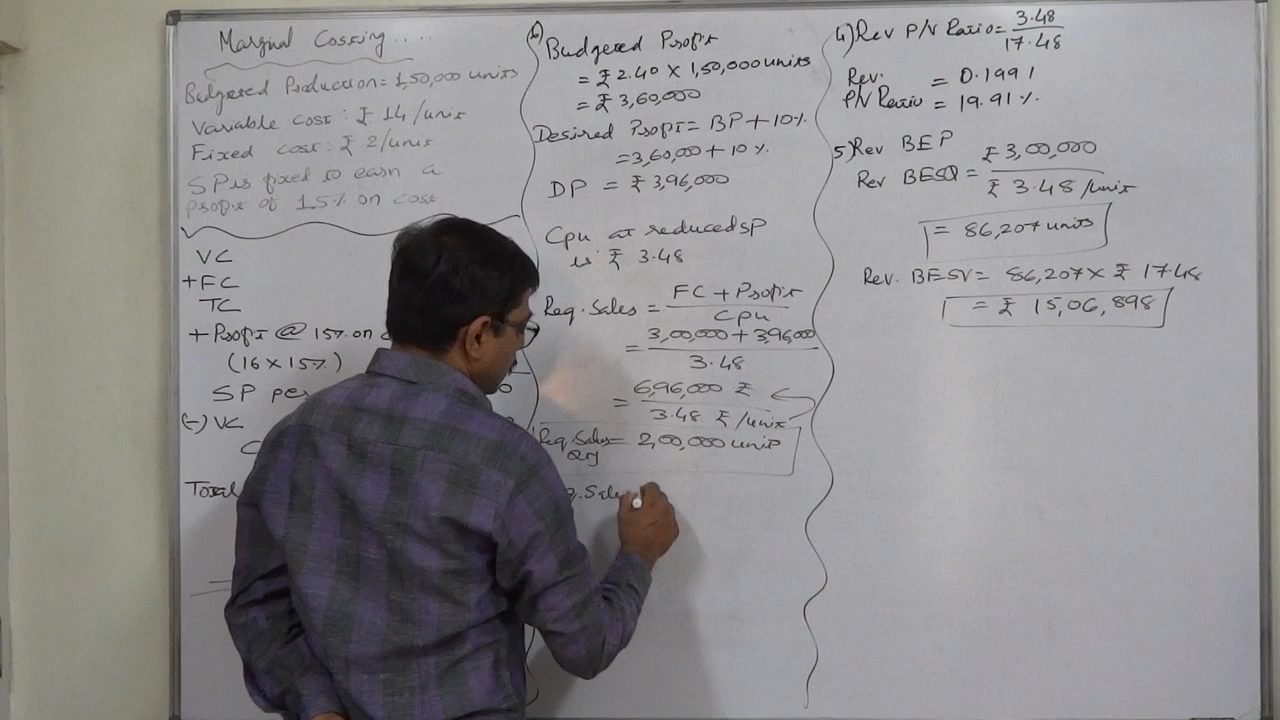 Marginal Costing....
Budgeted Production = 1,50,000 units
Variable cost: ₹ 14/unit
Fixed cost: ₹ 2/unit
SP is fixed to earn a
profit of 15% on cost
VC
+FC
TC
+ Profit @ 15% on
(16 x 15%)
SP per
(-) VC
Total
6)
Budgeted Profit
= ₹ 2.40 x 1,50,000 units
= ₹ 3,60,000
Desired Profit = BP + 10%
= 3,60,000 + 10%
DP = ₹ 3,96,000
Cpu at reduced SP
is ₹ 3.48
Req. Sales = FC + Profit
Cpu
= 3,00,000 + 3,96,000
3.48
= 6,96,000 ₹
3.48 ₹/unit
Req. Sales = 2,00,000 units
Qty
4) Rev P/V Ratio = 3.48
17.48
Rev. = 0.1991
P/V Ratio = 19.91%
5) Rev BEP
Rev BESQ = ₹ 3,00,000
₹ 3.48/unit
= 86,207 units
Rev. BESV = 86,207 x ₹ 17.48
= ₹ 15,06,898